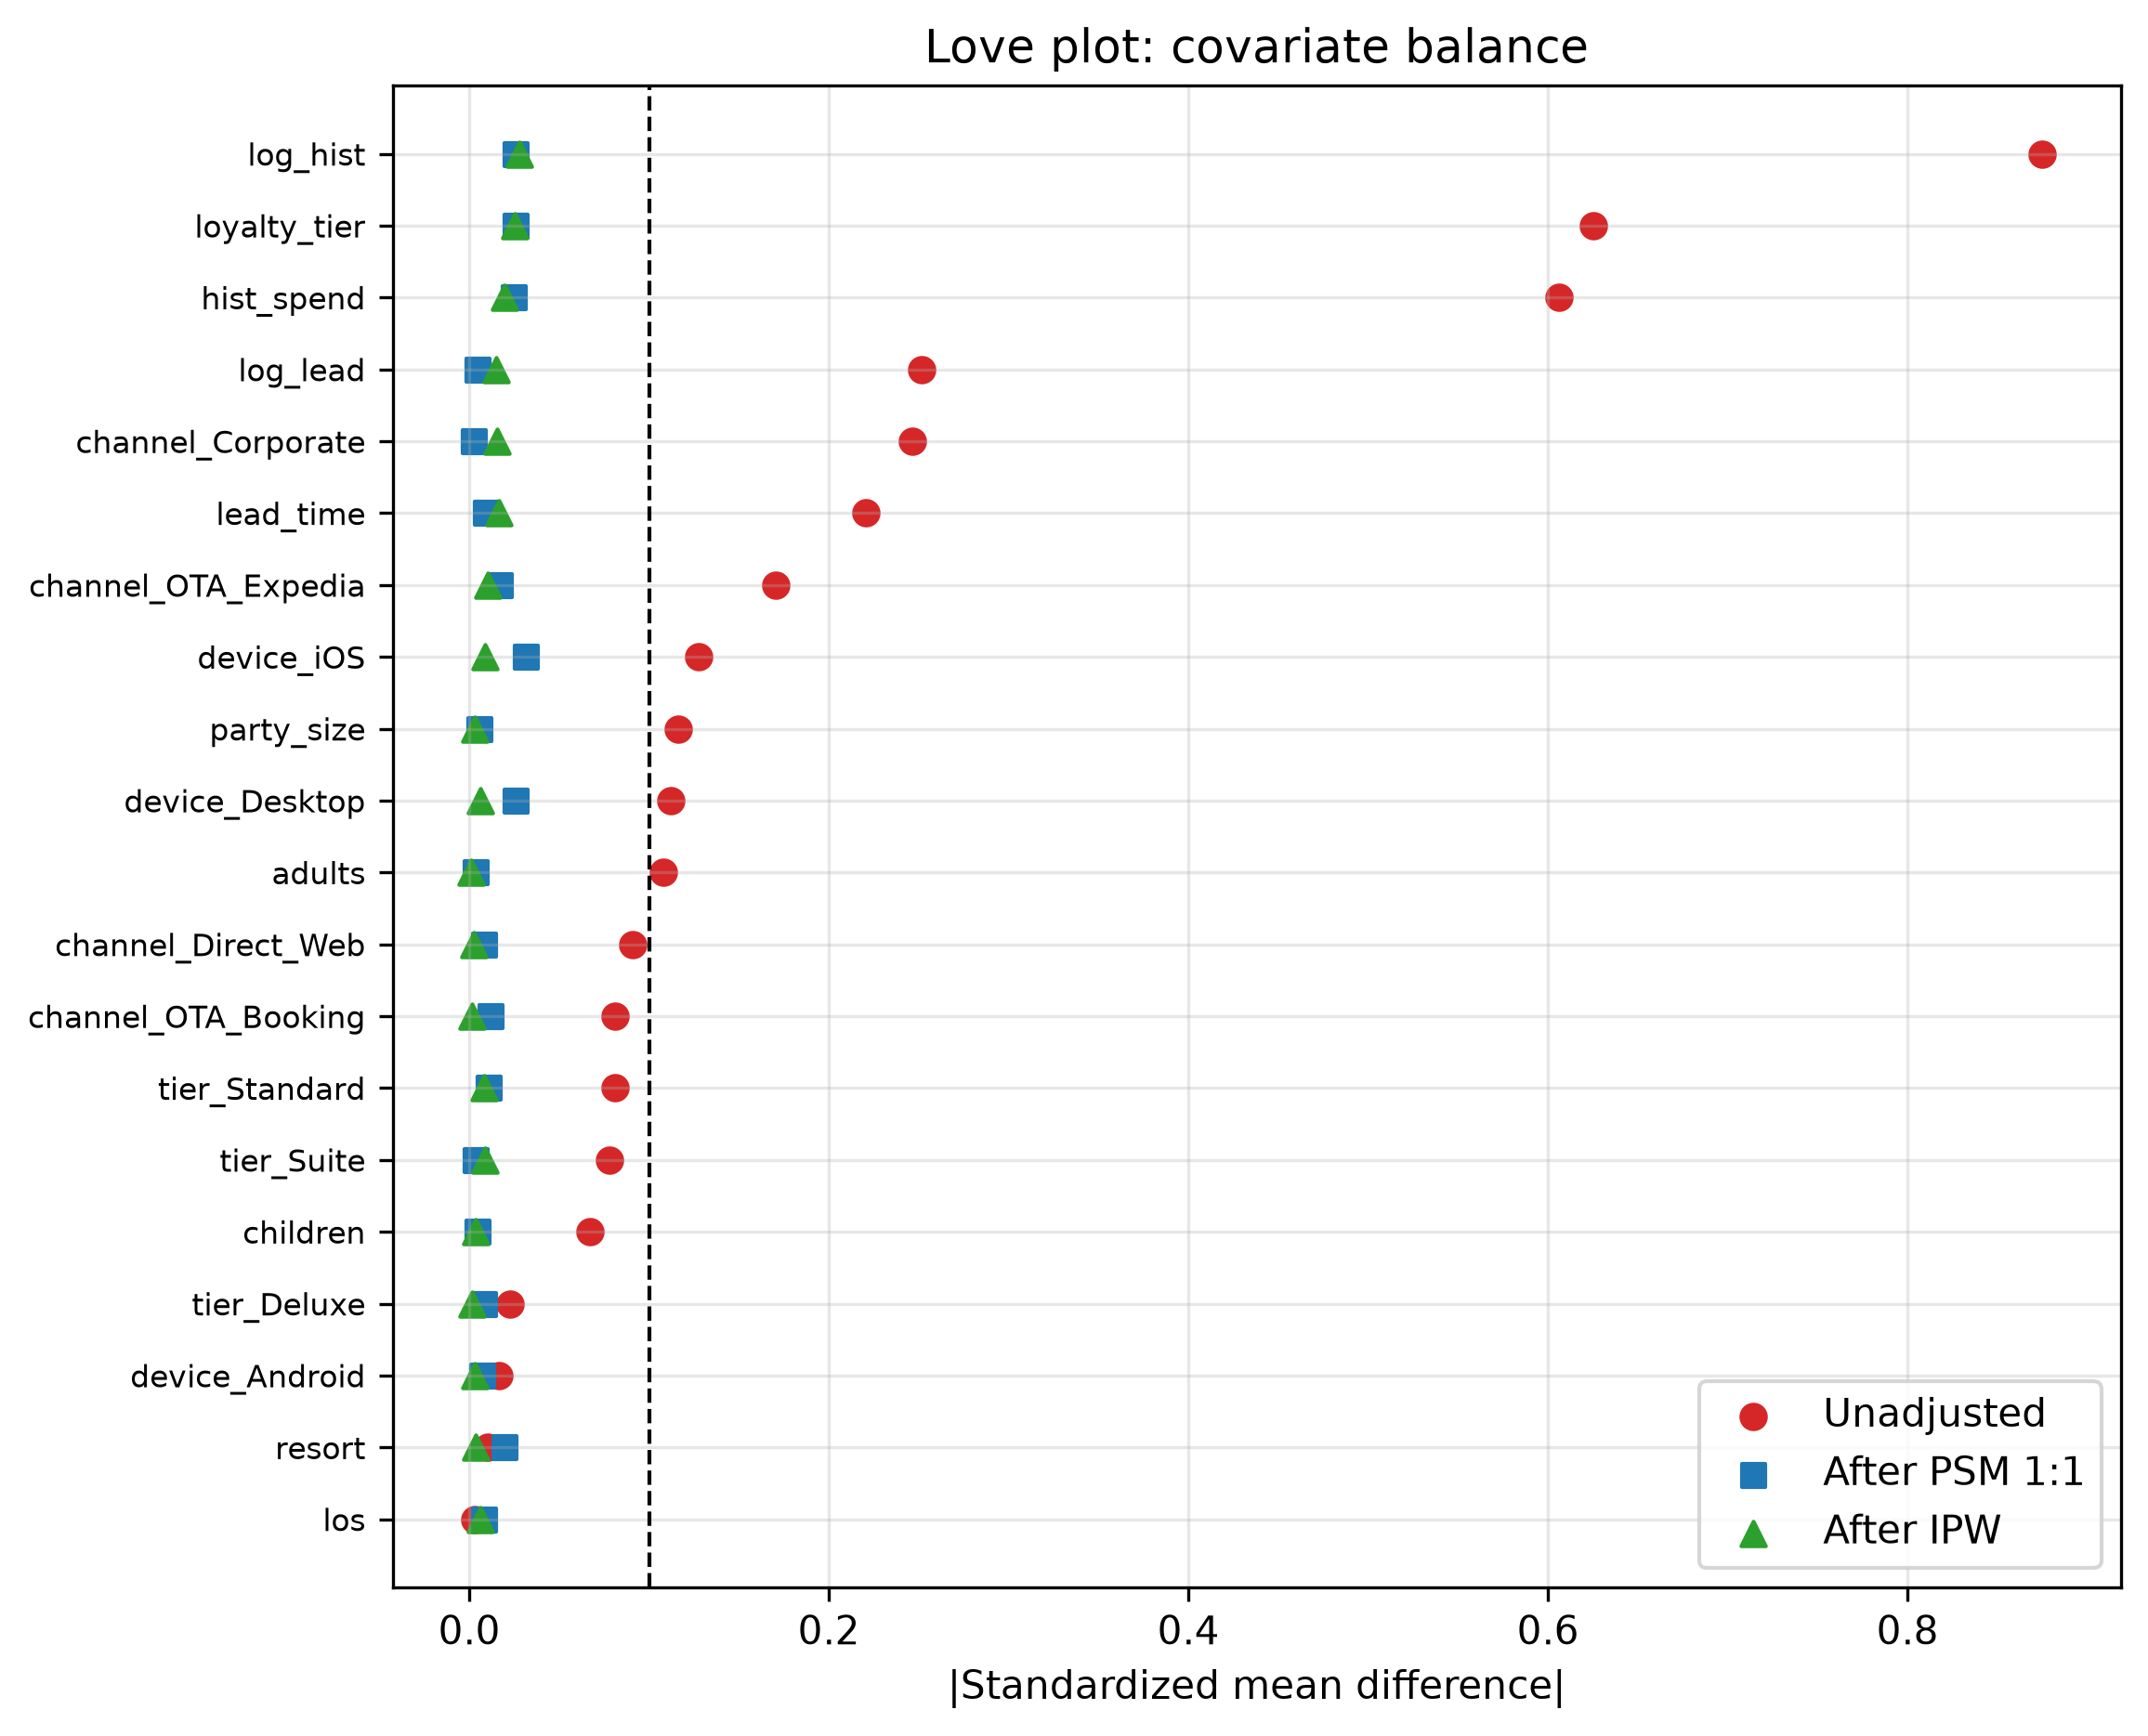 Love plot: covariate balance
log_hist
loyalty_tier
hist_spend
log_lead
channel_Corporate
lead_time
channel_OTA_Expedia
device_iOS
party_size
device_Desktop
adults
channel_Direct_Web
channel_OTA_Booking
tier_Standard
tier_Suite
children
tier_Deluxe
device_Android
resort
los
Unadjusted
After PSM 1:1
After IPW
0.0 0.2 0.4 0.6 0.8
|Standardized mean difference|